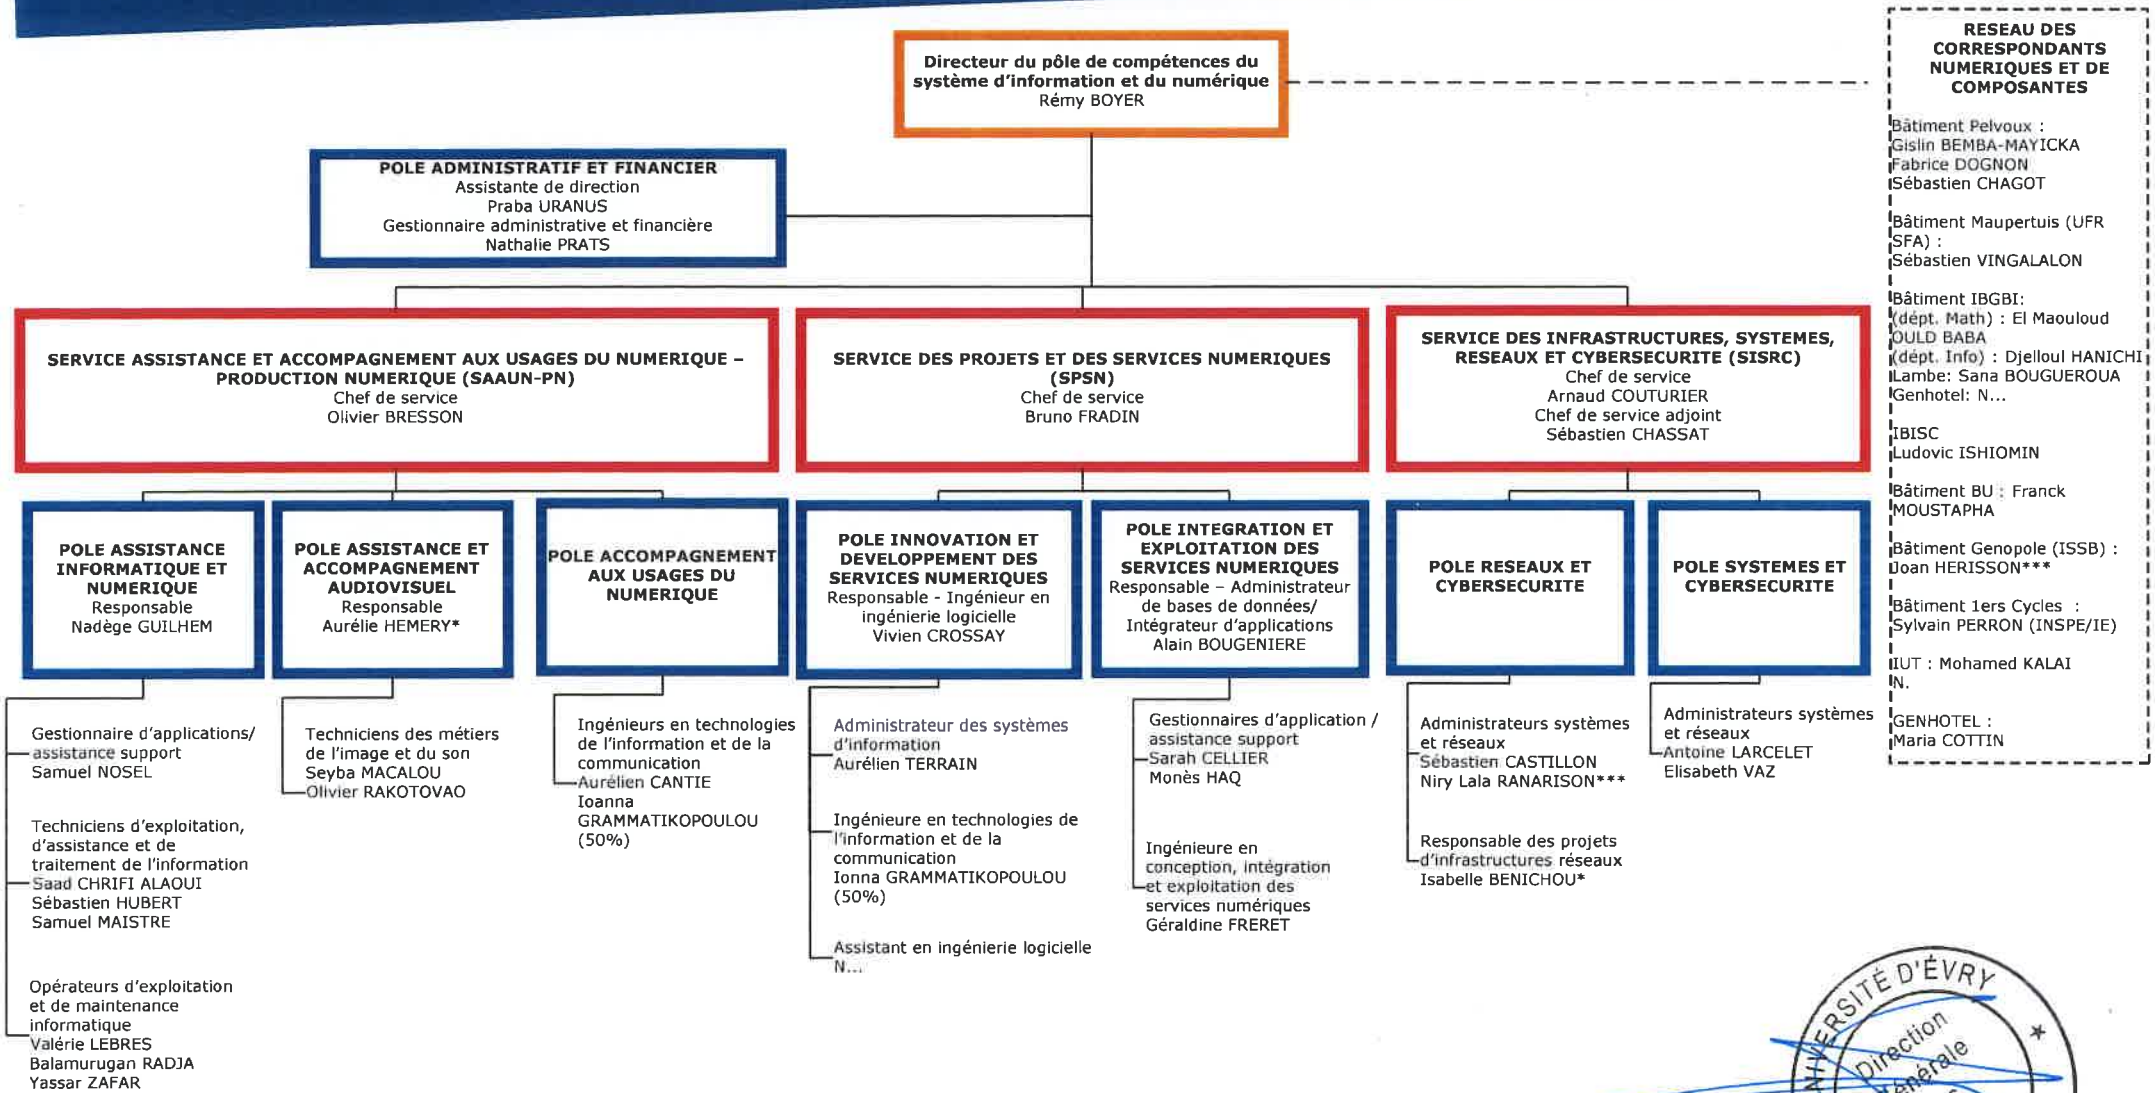 Directeur du pôle de compétences du
système d'information et du numérique
Rémy BOYER
RESEAU DES
CORRESPONDANTS
NUMERIQUES ET DE
COMPOSANTES
Bâtiment Pelvoux :
Gislin BEMBA-MAYICKA
Fabrice DOGNON
Sébastien CHAGOT
Bâtiment Maupertuis (UFR
SFA) :
Sébastien VINGALALON
Bâtiment IBGBI:
(dépt. Math) : El Maouloud
OULD BABA
(dépt. Info) : Djelloul HANICHI
Lambe: Sana BOUGUEROUA
Genhotel: N...
IBISC
Ludovic ISHIOMIN
Bâtiment BU : Franck
MOUSTAPHA
Bâtiment Genopole (ISSB) :
Joan HERISSON***
Bâtiment 1ers Cycles :
Sylvain PERRON (INSPE/IE)
IUT : Mohamed KALAI
N.
GENHOTEL :
Maria COTTIN
POLE ADMINISTRATIF ET FINANCIER
Assistante de direction
Praba URANUS
Gestionnaire administrative et financière
Nathalie PRATS
SERVICE ASSISTANCE ET ACCOMPAGNEMENT AUX USAGES DU NUMERIQUE –
PRODUCTION NUMERIQUE (SAAUN-PN)
Chef de service
Olivier BRESSON
SERVICE DES PROJETS ET DES SERVICES NUMERIQUES
(SPSN)
Chef de service
Bruno FRADIN
SERVICE DES INFRASTRUCTURES, SYSTEMES,
RESEAUX ET CYBERSECURITE (SISRC)
Chef de service
Arnaud COUTURIER
Chef de service adjoint
Sébastien CHASSAT
POLE ASSISTANCE
INFORMATIQUE ET
NUMERIQUE
Responsable
Nadège GUILHEM
POLE ASSISTANCE ET
ACCOMPAGNEMENT
AUDIOVISUEL
Responsable
Aurélie HEMERY*
POLE ACCOMPAGNEMENT
AUX USAGES DU
NUMERIQUE
POLE INNOVATION ET
DEVELOPPEMENT DES
SERVICES NUMERIQUES
Responsable - Ingénieur en
ingénierie logicielle
Vivien CROSSAY
POLE INTEGRATION ET
EXPLOITATION DES
SERVICES NUMERIQUES
Responsable – Administrateur
de bases de données/
Intégrateur d'applications
Alain BOUGENIERE
POLE RESEAUX ET
CYBERSECURITE
POLE SYSTEMES ET
CYBERSECURITE
Gestionnaire d'applications/
assistance support
Samuel NOSEL
Techniciens d'exploitation,
d'assistance et de
traitement de l'information
Saad CHRIFI ALAOUI
Sébastien HUBERT
Samuel MAISTRE
Opérateurs d'exploitation
et de maintenance
informatique
Valérie LEBRES
Balamurugan RADJA
Yassar ZAFAR
Techniciens des métiers
de l'image et du son
Seyba MACALOU
Olivier RAKOTOVAO
Ingénieurs en technologies
de l'information et de la
communication
Aurélien CANTIE
Ioanna
GRAMMATIKOPOULOU
(50%)
Administrateur des systèmes
d'information
Aurélien TERRAIN
Ingénieure en technologies de
l'information et de la
communication
Ionna GRAMMATIKOPOULOU
(50%)
Assistant en ingénierie logicielle
N...
Gestionnaires d'application /
assistance support
Sarah CELLIER
Monès HAQ
Ingénieure en
conception, intégration
et exploitation des
services numériques
Géraldine FRERET
Administrateurs systèmes
et réseaux
Sébastien CASTILLON
Niry Lala RANARISON***
Responsable des projets
d'infrastructures réseaux
Isabelle BENICHOU*
Administrateurs systèmes
et réseaux
Antoine LARCELET
Elisabeth VAZ
UNIVERSITÉ D'ÉVRY
Direction
Générale